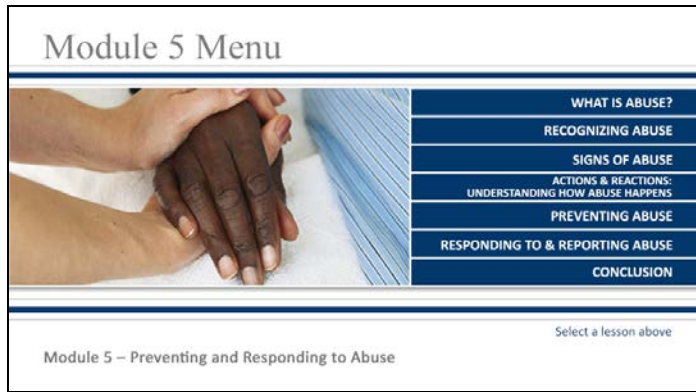 Module 5 Menu
WHAT IS ABUSE?
RECOGNIZING ABUSE
SIGNS OF ABUSE
ACTIONS & REACTIONS:
UNDERSTANDING HOW ABUSE HAPPENS
PREVENTING ABUSE
RESPONDING TO & REPORTING ABUSE
CONCLUSION
Select a lesson above
Module 5 – Preventing and Responding to Abuse